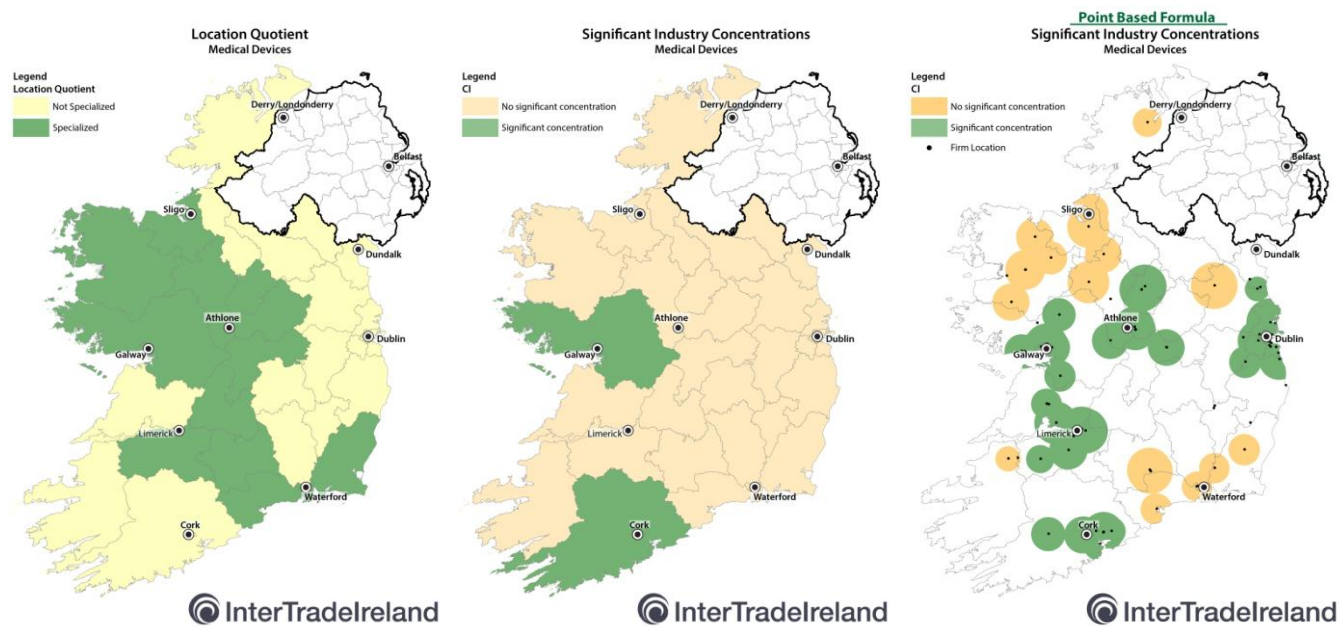 Location Quotient
Medical Devices
Legend
Location Quotient
Not Specialized
Specialized
Derry/Londonderry
Belfast
Sligo
Dundalk
Athlone
Dublin
Galway
Limerick
Waterford
Cork
InterTradeIreland
Significant Industry Concentrations
Medical Devices
Legend
CI
No significant concentration
Significant concentration
Derry/Londonderry
Belfast
Sligo
Dundalk
Athlone
Dublin
Galway
Limerick
Waterford
Cork
InterTradeIreland
Point Based Formula
Significant Industry Concentrations
Medical Devices
Legend
CI
No significant concentration
Significant concentration
Firm Location
Derry/Londonderry
Belfast
Sligo
Dundalk
Athlone
Dublin
Galway
Limerick
Waterford
Cork
InterTradeIreland